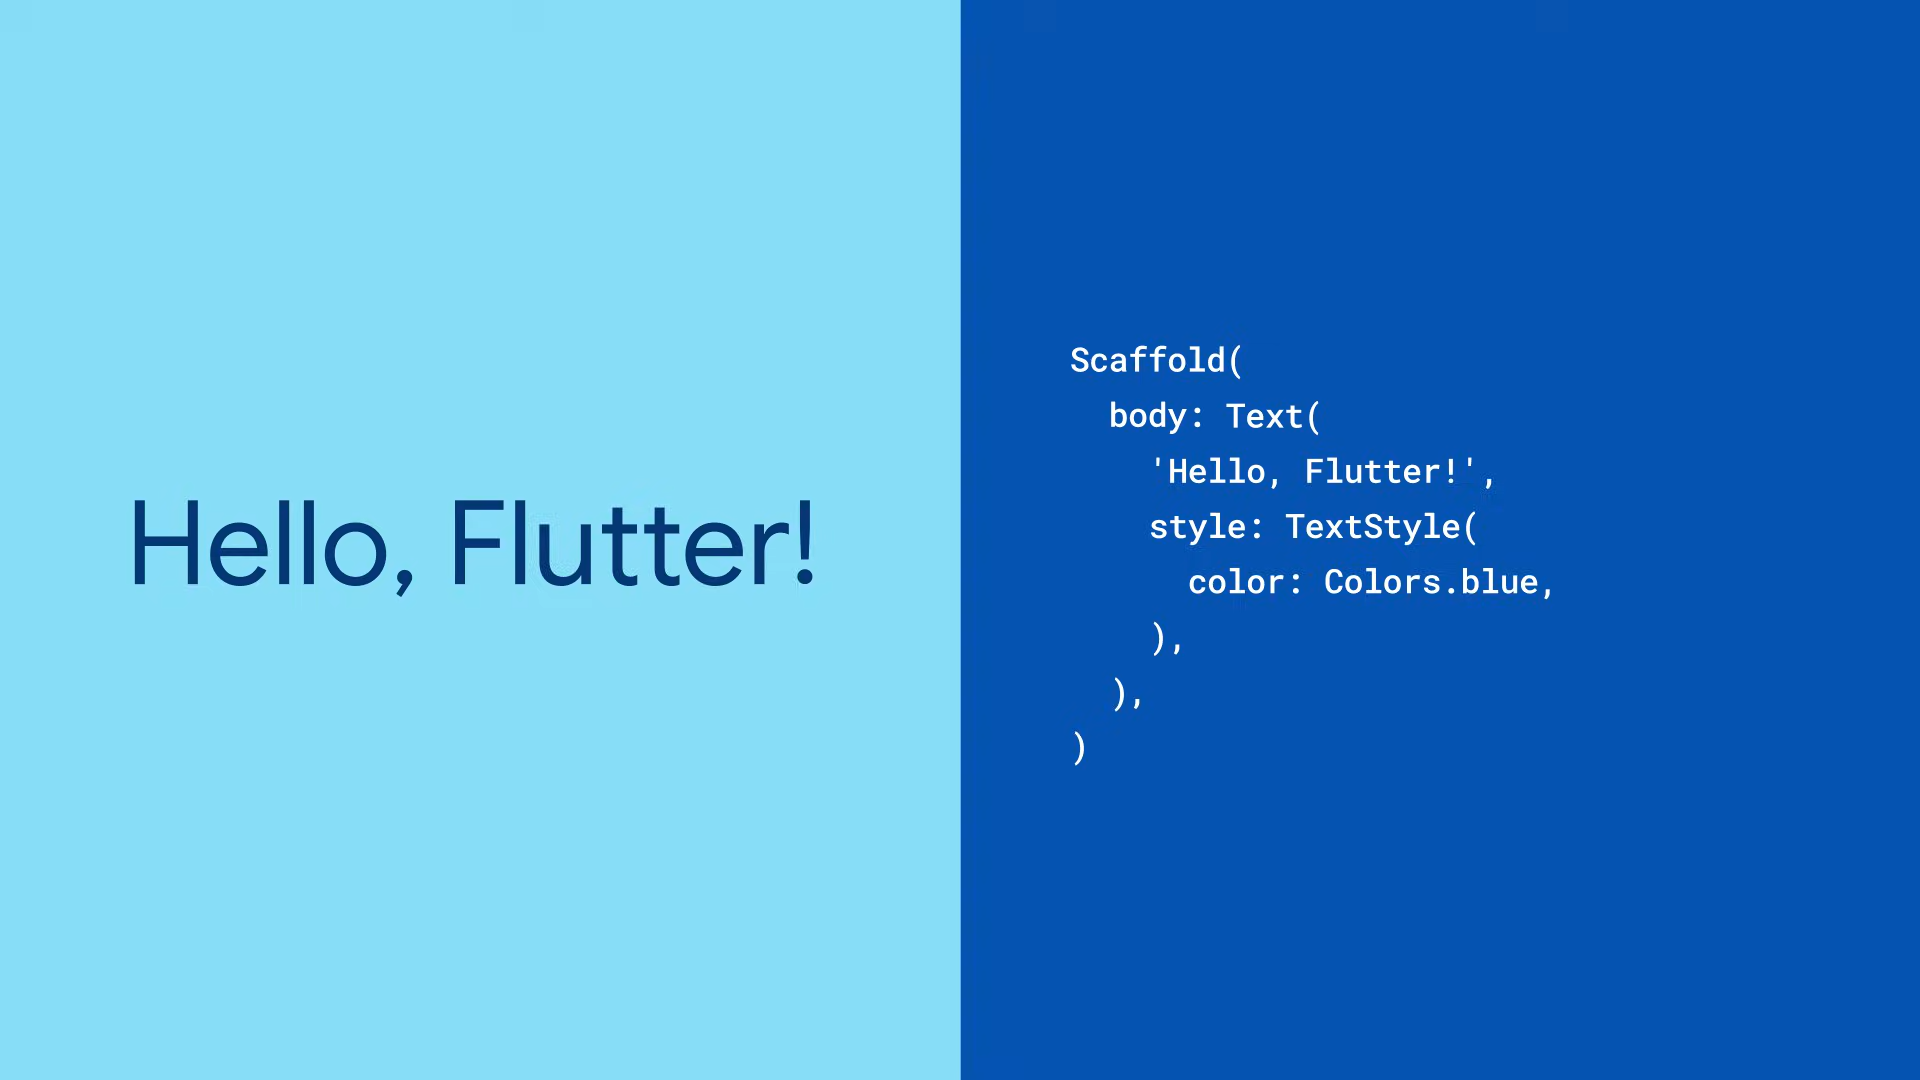 Hello, Flutter!
Scaffold(
  body: Text(
    'Hello, Flutter!',
    style: TextStyle(
      color: Colors.blue,
    ),
  ),
)